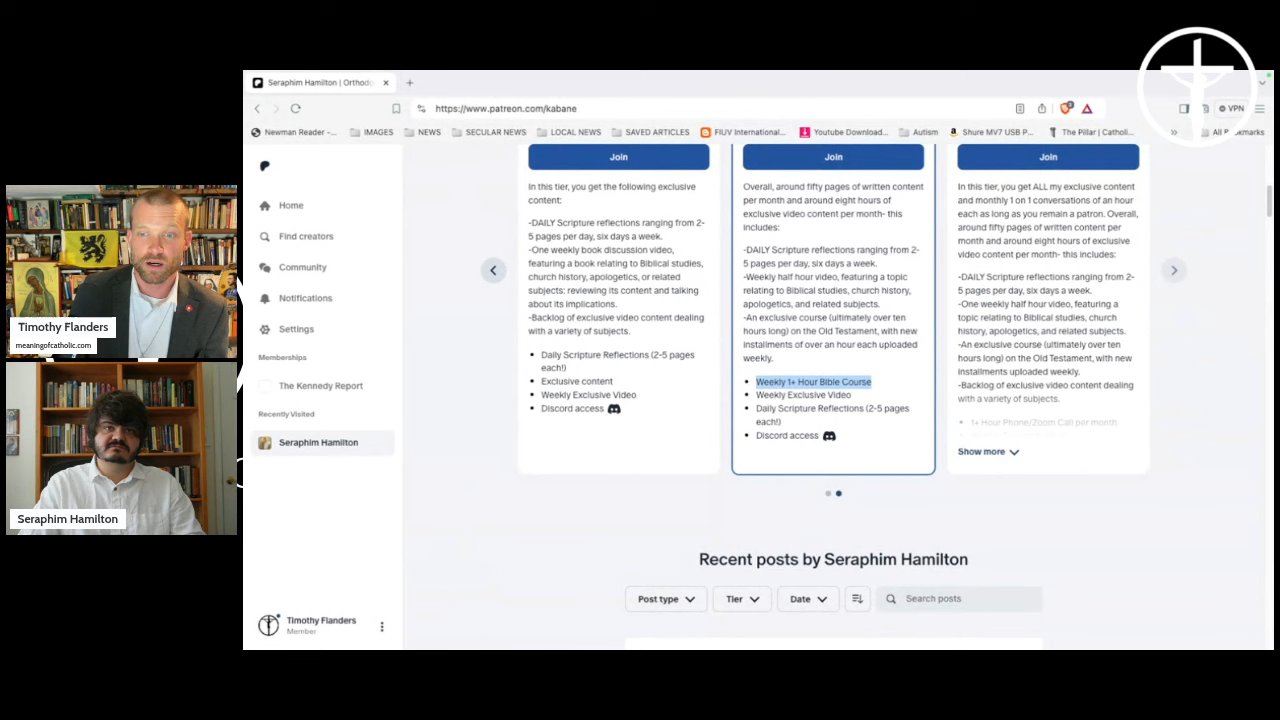 Seraphim Hamilton | Orthodo
https://www.patreon.com/kabane
VPN
Newman Reader -...
IMAGES
NEWS
SECULAR NEWS
LOCAL NEWS
SAVED ARTICLES
FIUV International...
Youtube Download...
Autism
Shure MV7 USB P...
The Pillar | Catholi...
Home
Find creators
Community
Notifications
Settings
Memberships
The Kennedy Report
Recently Visited
Seraphim Hamilton
Timothy Flanders
Member
Join
In this tier, you get the following exclusive
content:
-DAILY Scripture reflections ranging from 2-
5 pages per day, six days a week.
-One weekly book discussion video,
featuring a book relating to Biblical studies,
church history, apologetics, or related
subjects: reviewing its content and talking
about its implications.
-Backlog of exclusive video content dealing
with a variety of subjects.
• Daily Scripture Reflections (2-5 pages
each!)
• Exclusive content
• Weekly Exclusive Video
• Discord access
Join
Overall, around fifty pages of written content
per month and around eight hours of
exclusive video content per month- this
includes:
-DAILY Scripture reflections ranging from 2-
5 pages per day, six days a week.
-Weekly half hour video, featuring a topic
relating to Biblical studies, church history,
apologetics, and related subjects.
-An exclusive course (ultimately over ten
hours long) on the Old Testament, with new
installments of over an hour each uploaded
weekly.
• Weekly 1+ Hour Bible Course
• Weekly Exclusive Video
• Daily Scripture Reflections (2-5 pages
each!)
• Discord access
Join
In this tier, you get ALL my exclusive content
and monthly 1 on 1 conversations of an hour
each as long as you remain a patron. Overall,
around fifty pages of written content per
month and around eight hours of exclusive
video content per month- this includes:
-DAILY Scripture reflections ranging from 2-
5 pages per day, six days a week.
-One weekly half hour video, featuring a
topic relating to Biblical studies, church
history, apologetics, and related subjects.
-An exclusive course (ultimately over ten
hours long) on the Old Testament, with new
installments uploaded weekly.
-Backlog of exclusive video content dealing
with a variety of subjects.
• 1+ Hour Phone/Zoom Call per month
Show more
Recent posts by Seraphim Hamilton
Post type
Tier
Date
Search posts
Timothy Flanders
meaningofcatholic.com
Seraphim Hamilton